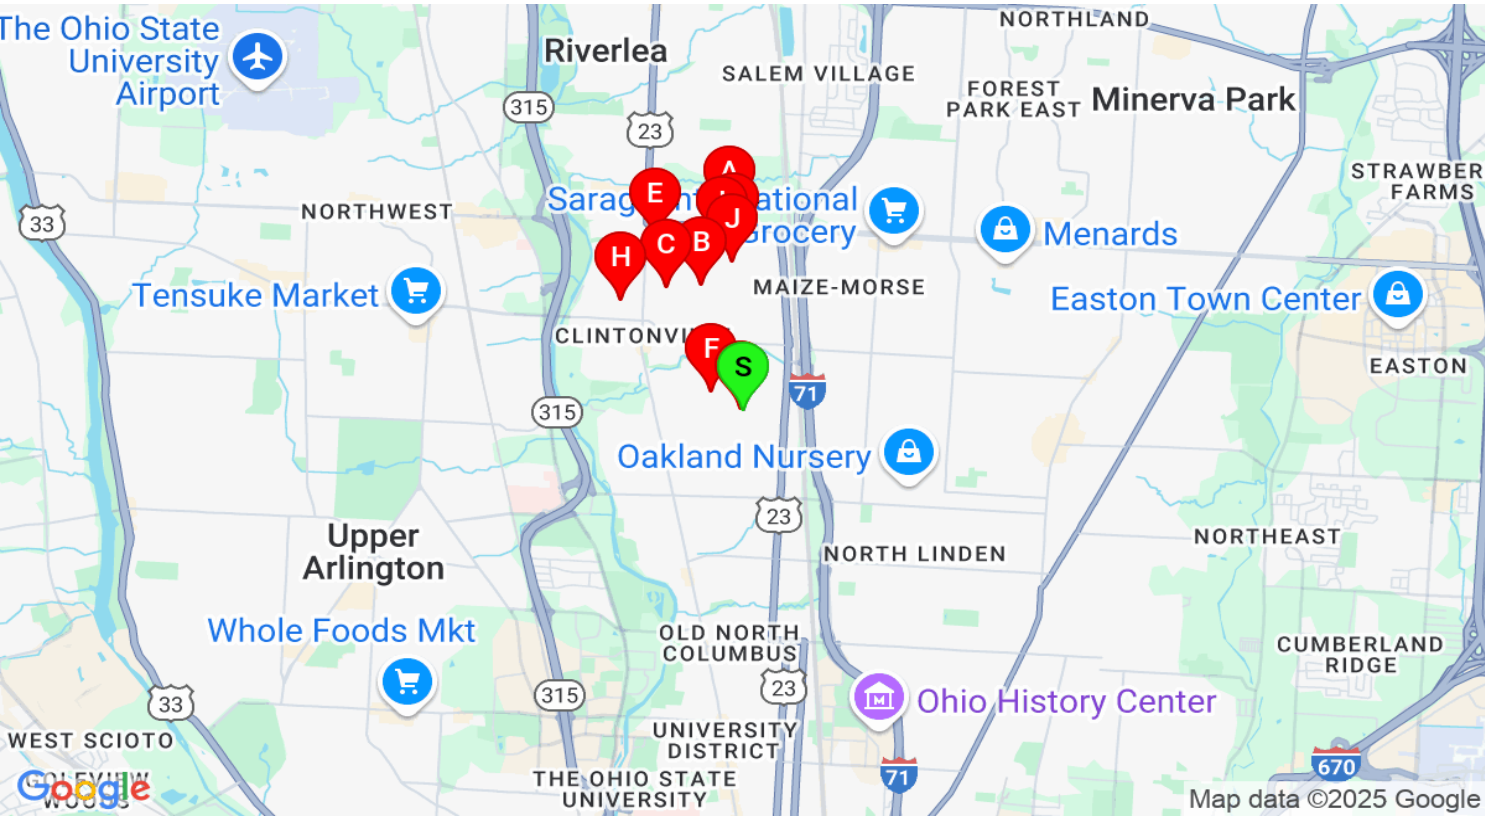 NORTHLAND
The Ohio State
University
Airport
Riverlea
SALEM VILLAGE
FOREST
PARK EAST
Minerva Park
315
23
A
STRAWBER
FARMS
E
NORTHWEST
33
J
Grocery
Menards
H
C
B
Tensuke Market
MAIZE-MORSE
Easton Town Center
CLINTONVI
F
S
EASTON
71
315
Oakland Nursery
23
Upper
Arlington
NORTHEAST
NORTH LINDEN
Whole Foods Mkt
OLD NORTH
COLUMBUS
CUMBERLAND
RIDGE
315
23
33
Ohio History Center
WEST SCIOTO
UNIVERSITY
DISTRICT
THE OHIO STATE
UNIVERSITY
71
670
Google
Map data ©2025 Google